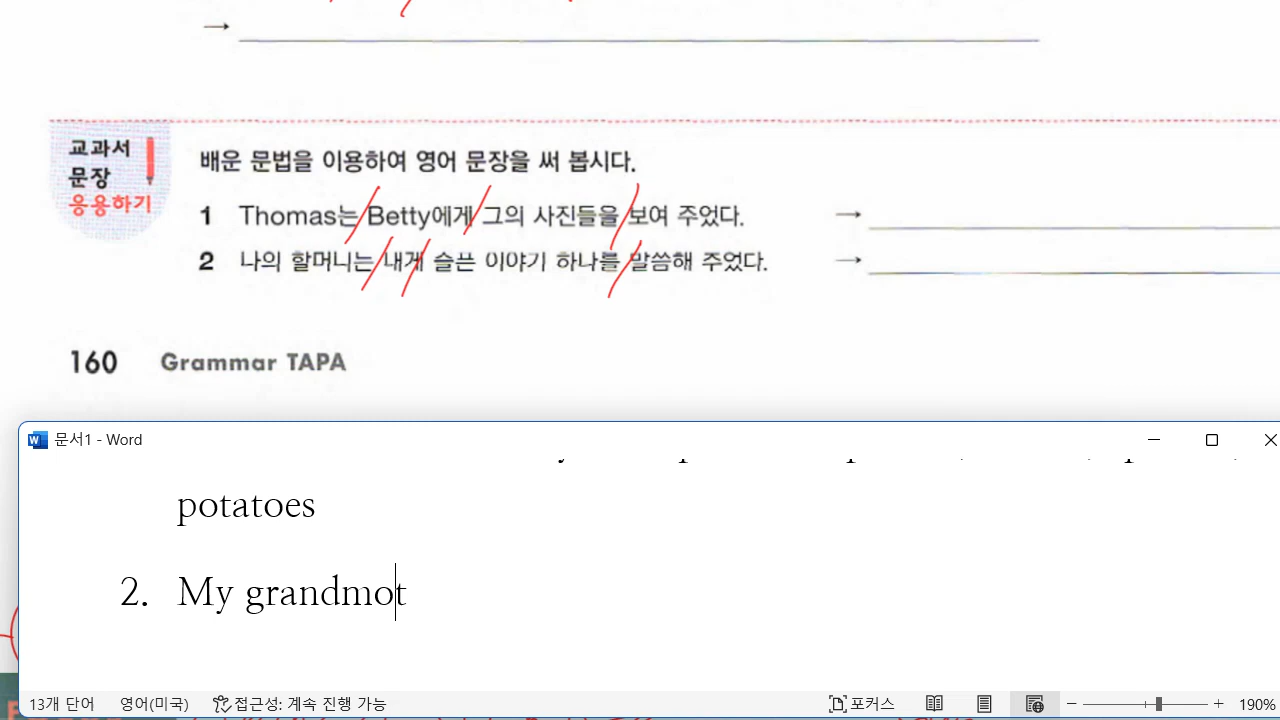 →
교과서
문장
응용하기
배운 문법을 이용하여 영어 문장을 써 봅시다.
1 Thomas는 Betty에게 그의 사진들을 보여 주었다. →
2 나의 할머니는 내게 슬픈 이야기 하나를 말씀해 주었다. →
160 Grammar TAPA
문서1 - Word
potatoes
2. My grandmot
13개 단어 영어(미국) 접근성: 계속 진행 가능 포커스 190%